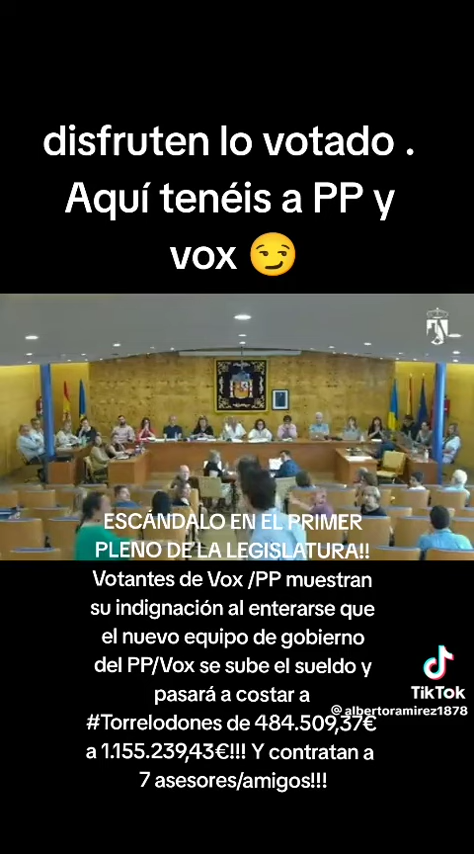 disfruten lo votado .
Aquí tenéis a PP y
vox 😏
ESCÁNDALO EN EL PRIMER
PLENO DE LA LEGISLATURA!!
Votantes de Vox /PP muestran
su indignación al enterarse que
el nuevo equipo de gobierno
del PP/Vox se sube el sueldo y
pasará a costar a
#Torrelodones de 484.509,37€
a 1.155.239,43€!!! Y contratan a
7 asesores/amigos!!!
TikTok
@albertoramirez1878